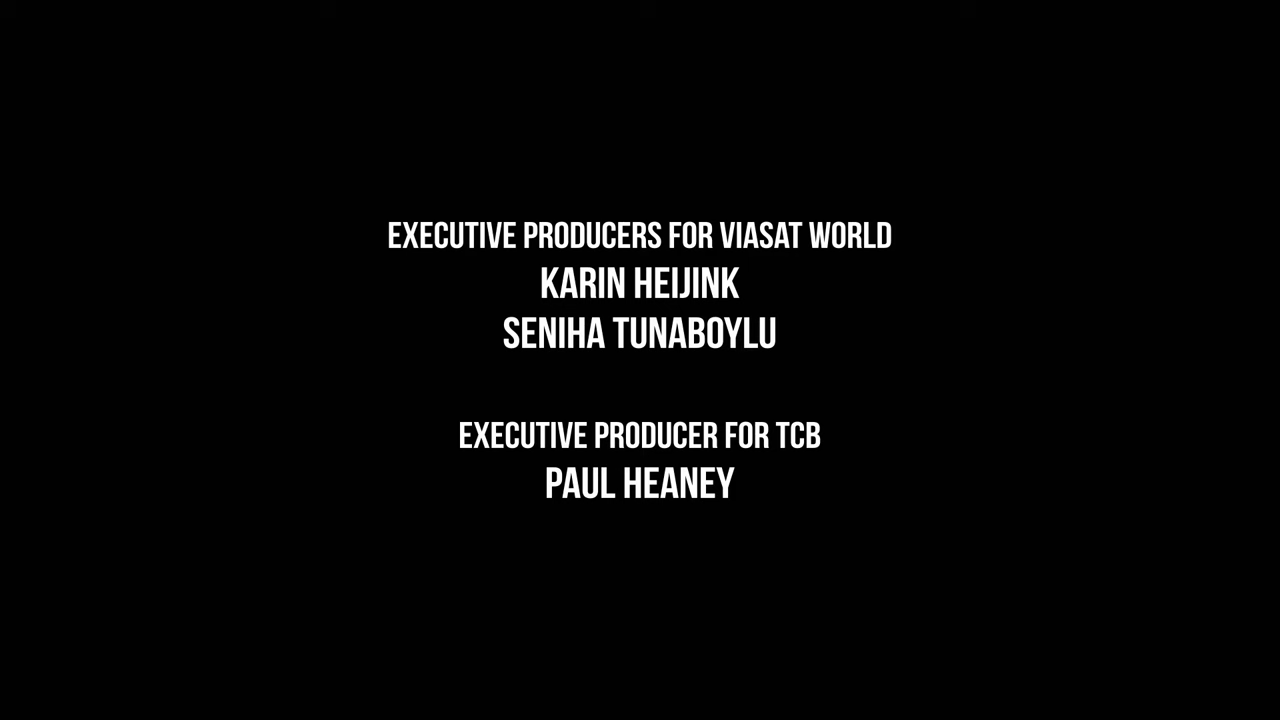 EXECUTIVE PRODUCERS FOR VIASAT WORLD
KARIN HEIJINK
SENIHA TUNABOYLU
EXECUTIVE PRODUCER FOR TCB
PAUL HEANEY